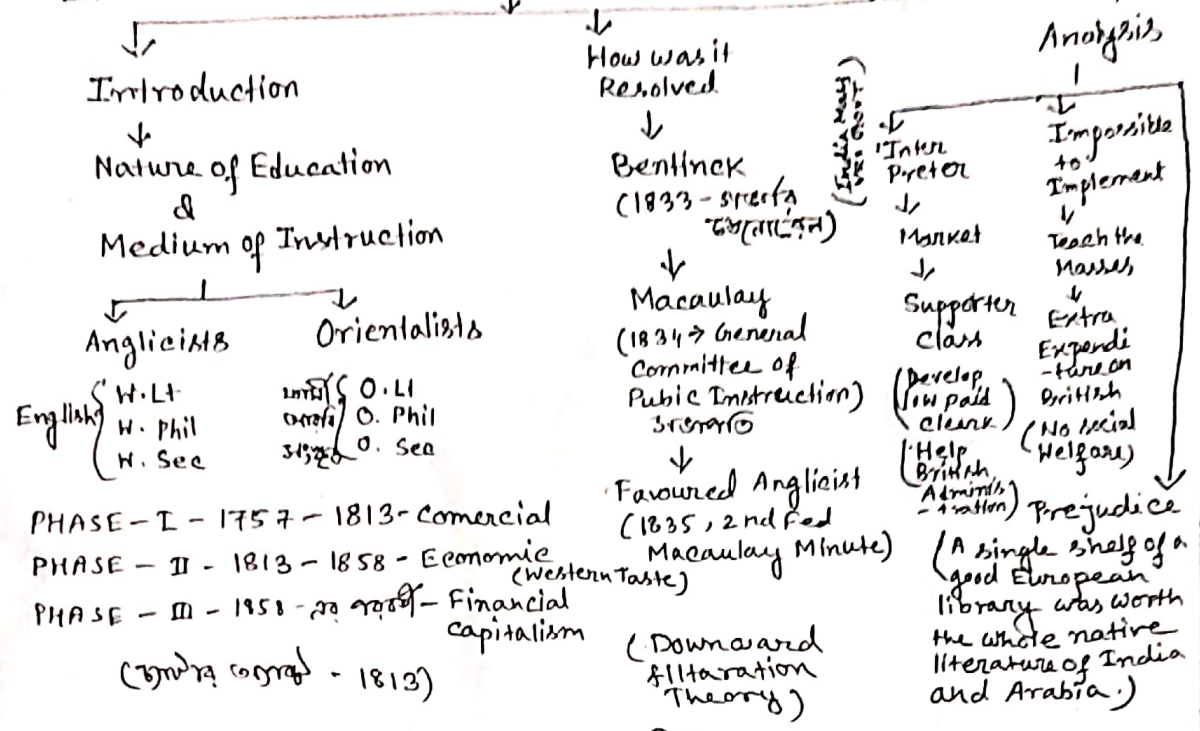 Introduction
Nature of Education
&
Medium of Instruction
Anglicists
Orientalists
English
W. Lt
W. Phil
W. Sce
O. Lt
O. Phil
O. Sce
PHASE - I - 1757 - 1813 - Comercial
PHASE - II - 1813 - 1858 - Economic
(Western Taste)
PHASE - III - 1858 - - Financial
Capitalism
( - 1813)
How was it
Resolved
Bentinck
(1833 -
Macaulay
(1834 → General
Committee of
Pubic Instruction)
Favoured Anglicist
(1835, 2nd Fed
Macaulay Minute)
(Downward
filtaration
Theory)
Analysis
Inter
Preter
Market
Supporter
Class
(Develop
low paid
Clerk)
(Help
British
Adminis
-tration)
Impossible
to
Implement
Teach the
Masses
Extra
Expendi
-ture on
British
(No social
Welfare)
Prejudice
(A single shelf of a
good European
library was worth
the whole native
literature of India
and Arabia.)